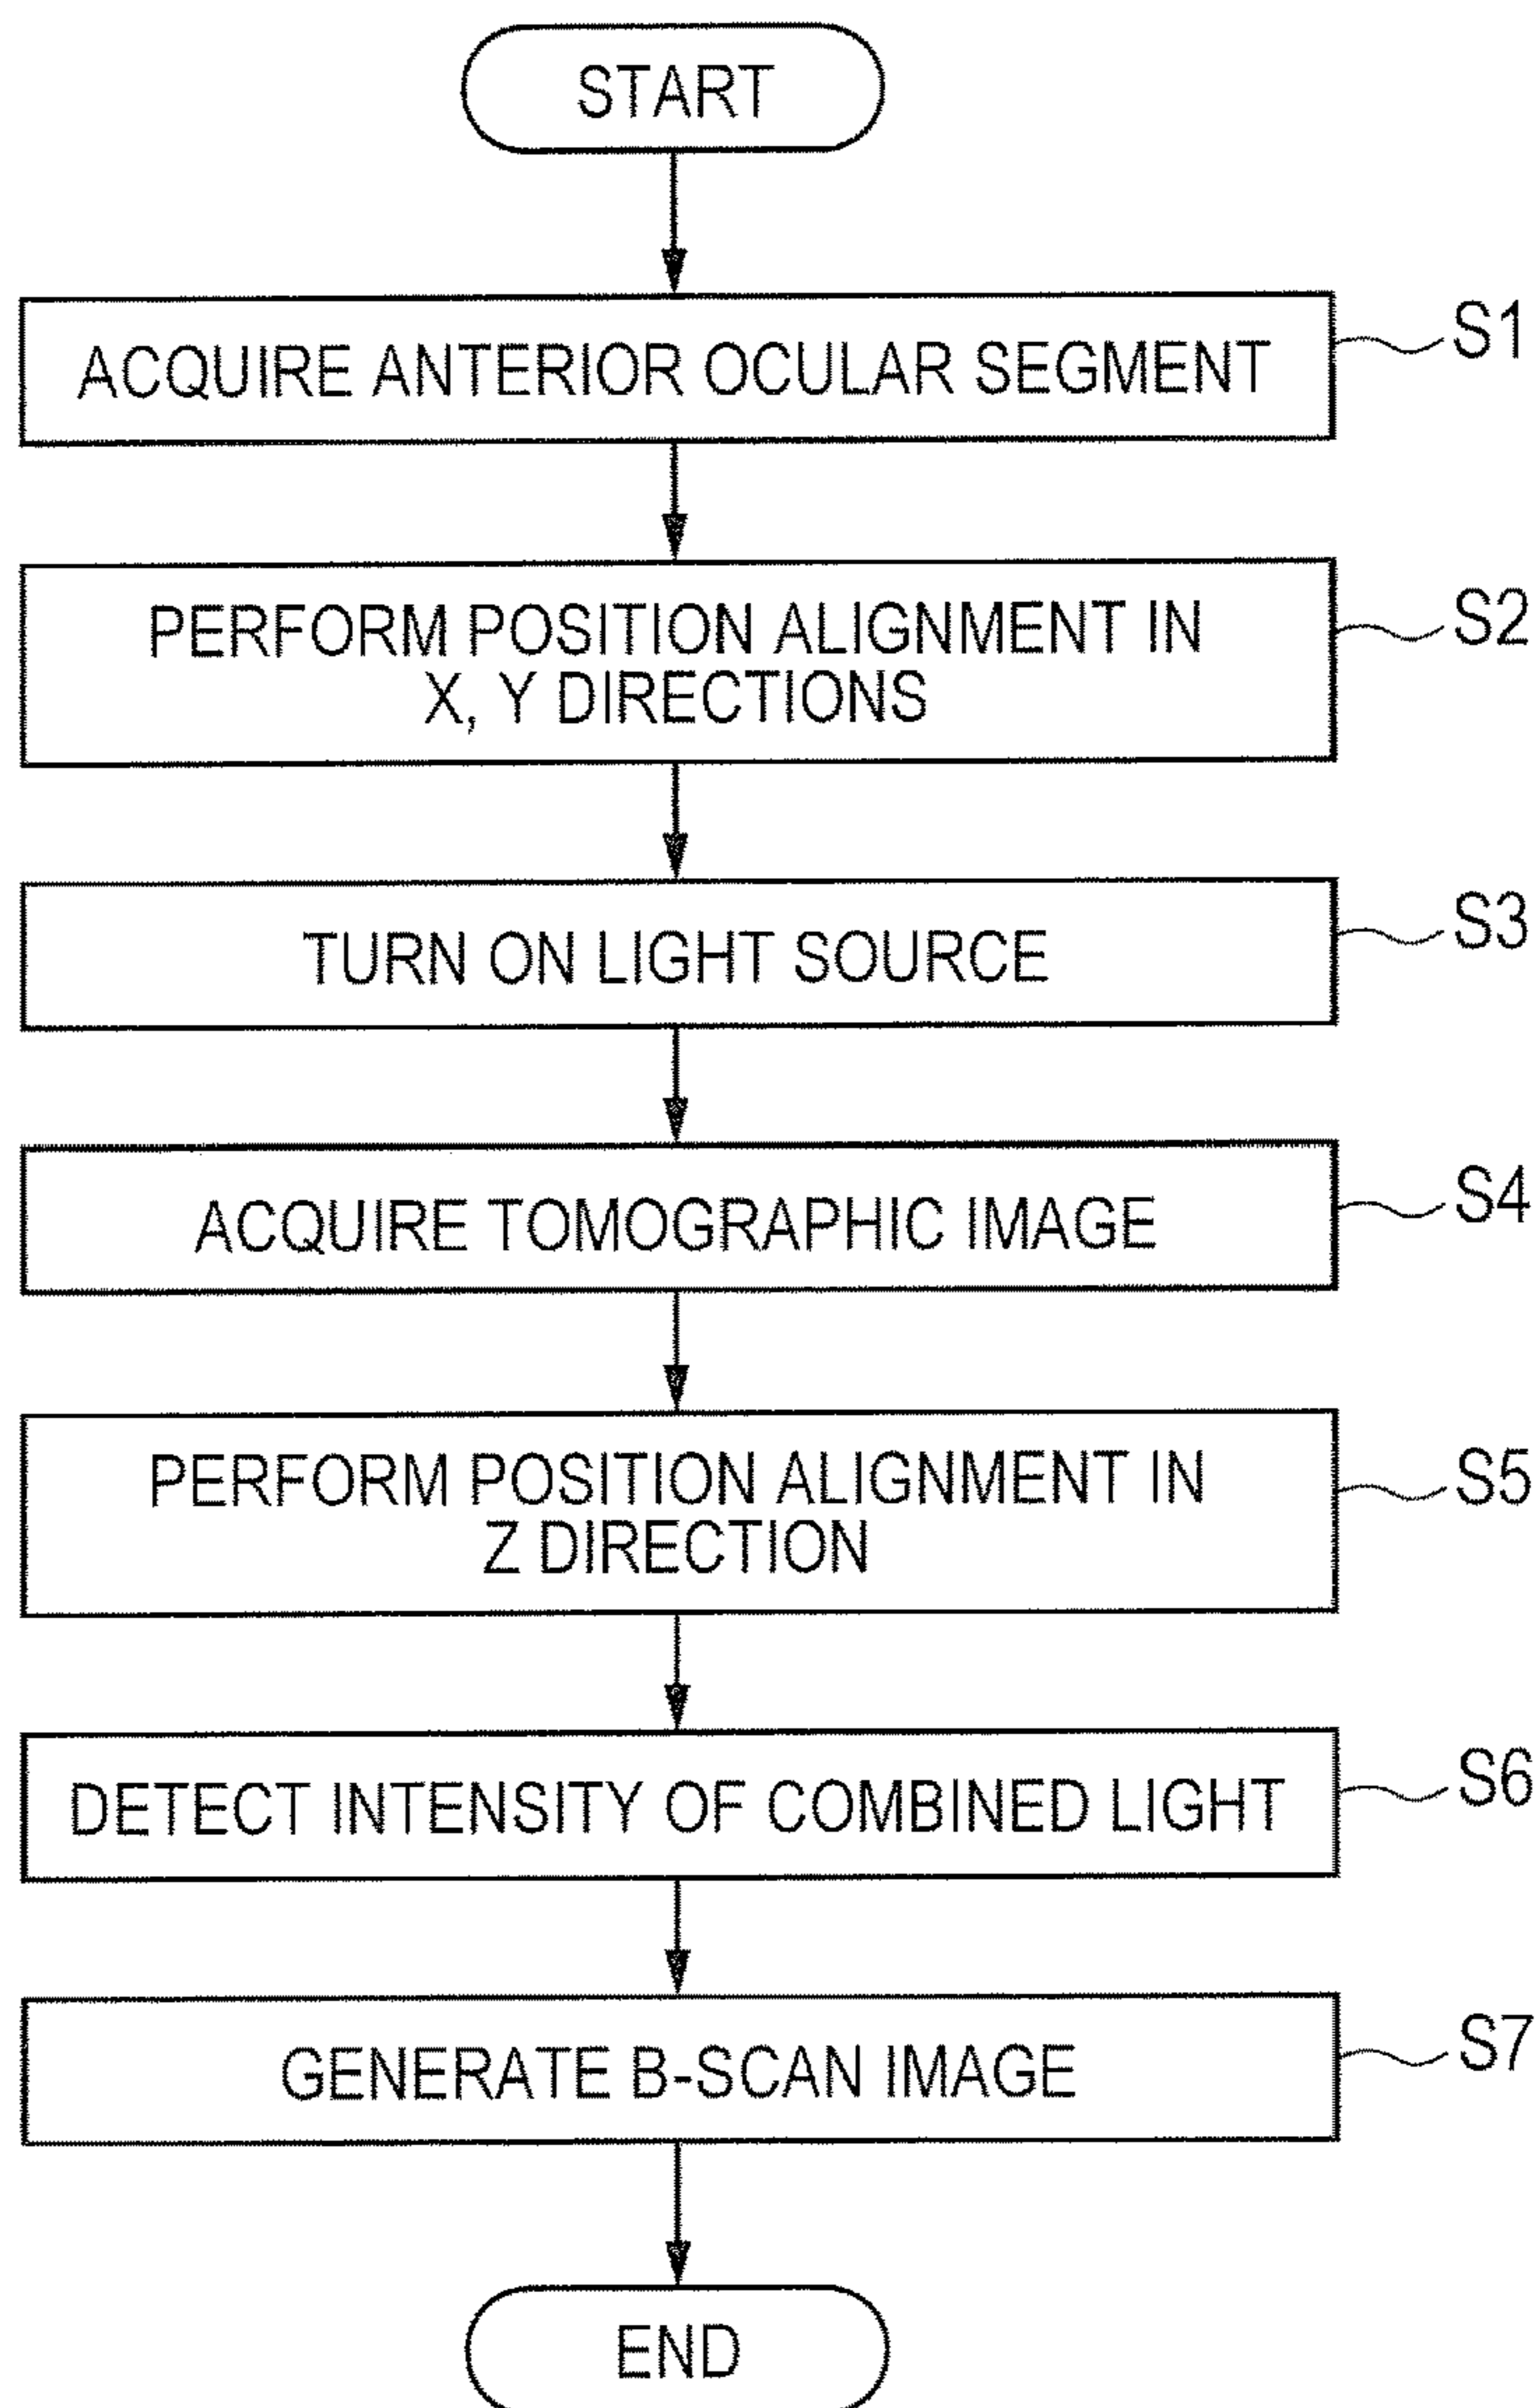 START
ACQUIRE ANTERIOR OCULAR SEGMENT
S1
PERFORM POSITION ALIGNMENT IN
X, Y DIRECTIONS
S2
TURN ON LIGHT SOURCE
S3
ACQUIRE TOMOGRAPHIC IMAGE
S4
PERFORM POSITION ALIGNMENT IN
Z DIRECTION
S5
DETECT INTENSITY OF COMBINED LIGHT
S6
GENERATE B-SCAN IMAGE
S7
END